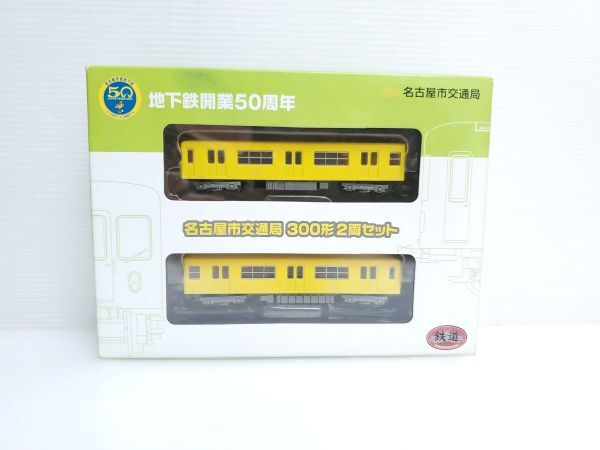 50
地下鉄開業50周年
名古屋市交通局
名古屋市交通局 300形 2両セット
鉄道